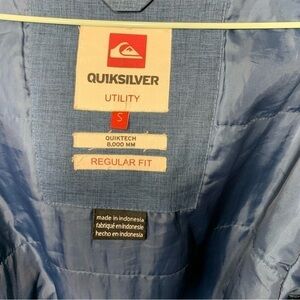 QUIKSILVER
UTILITY
S
QUIKTECH
8,000 MM
REGULAR FIT
made in indonesia
fabriqué en indonésie
hecho en indonesia